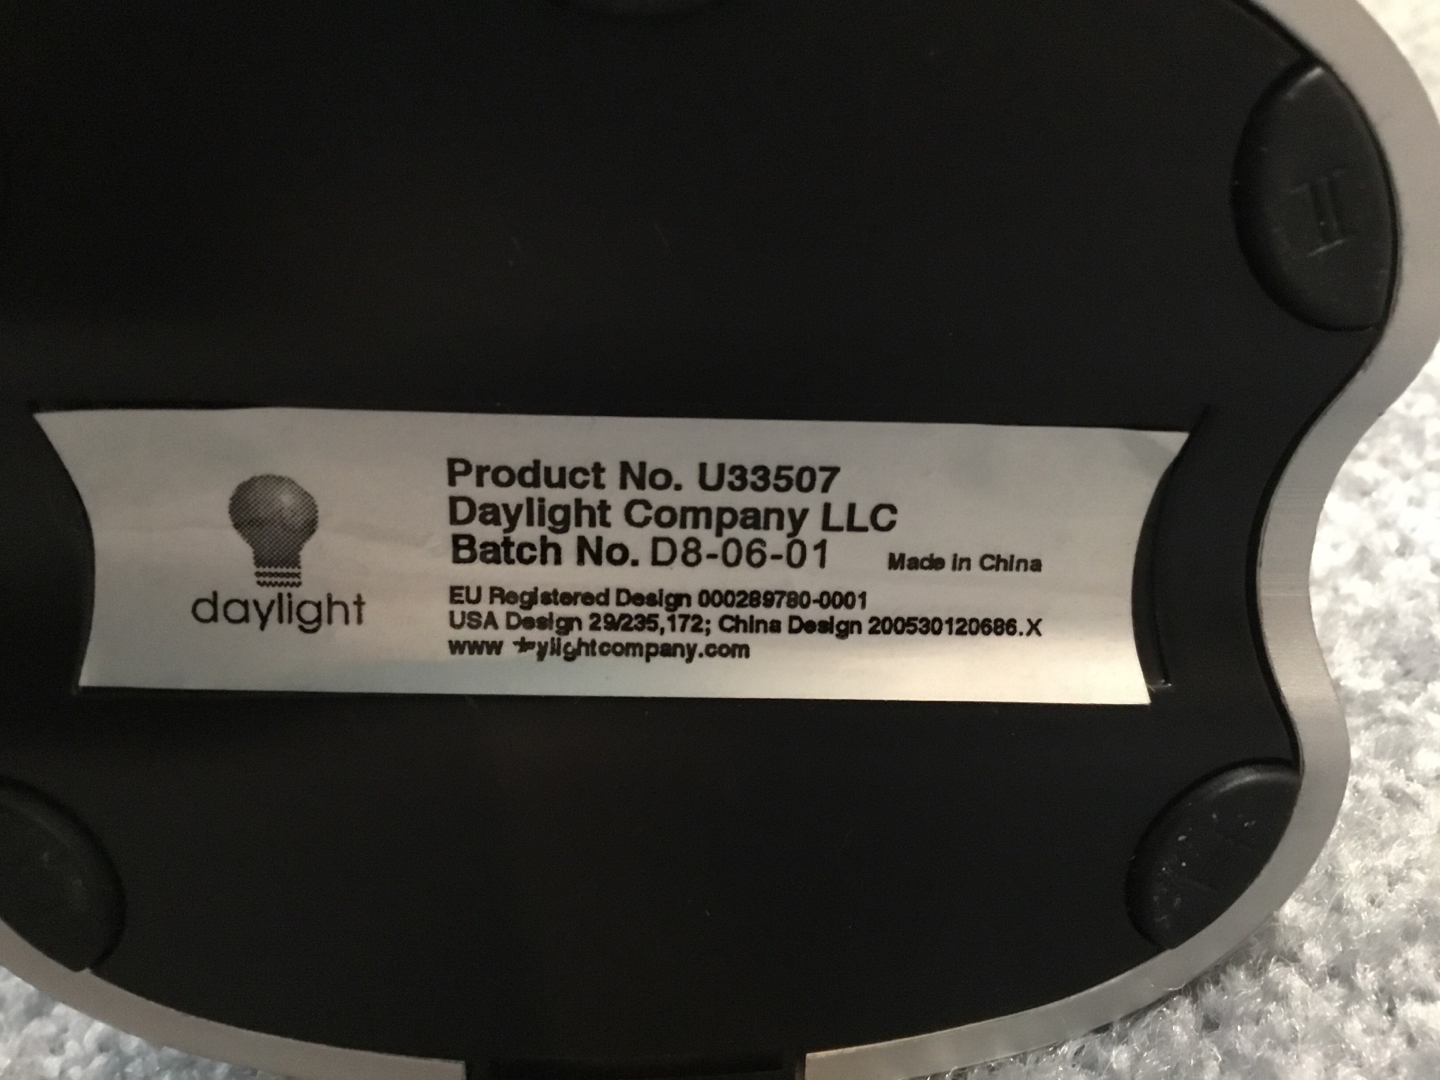 Product No. U33507
Daylight Company LLC
Batch No. D8-06-01 Made in China
EU Registered Design 000289780-0001
USA Design 29/235,172; China Design 200530120686.X
www
daylight